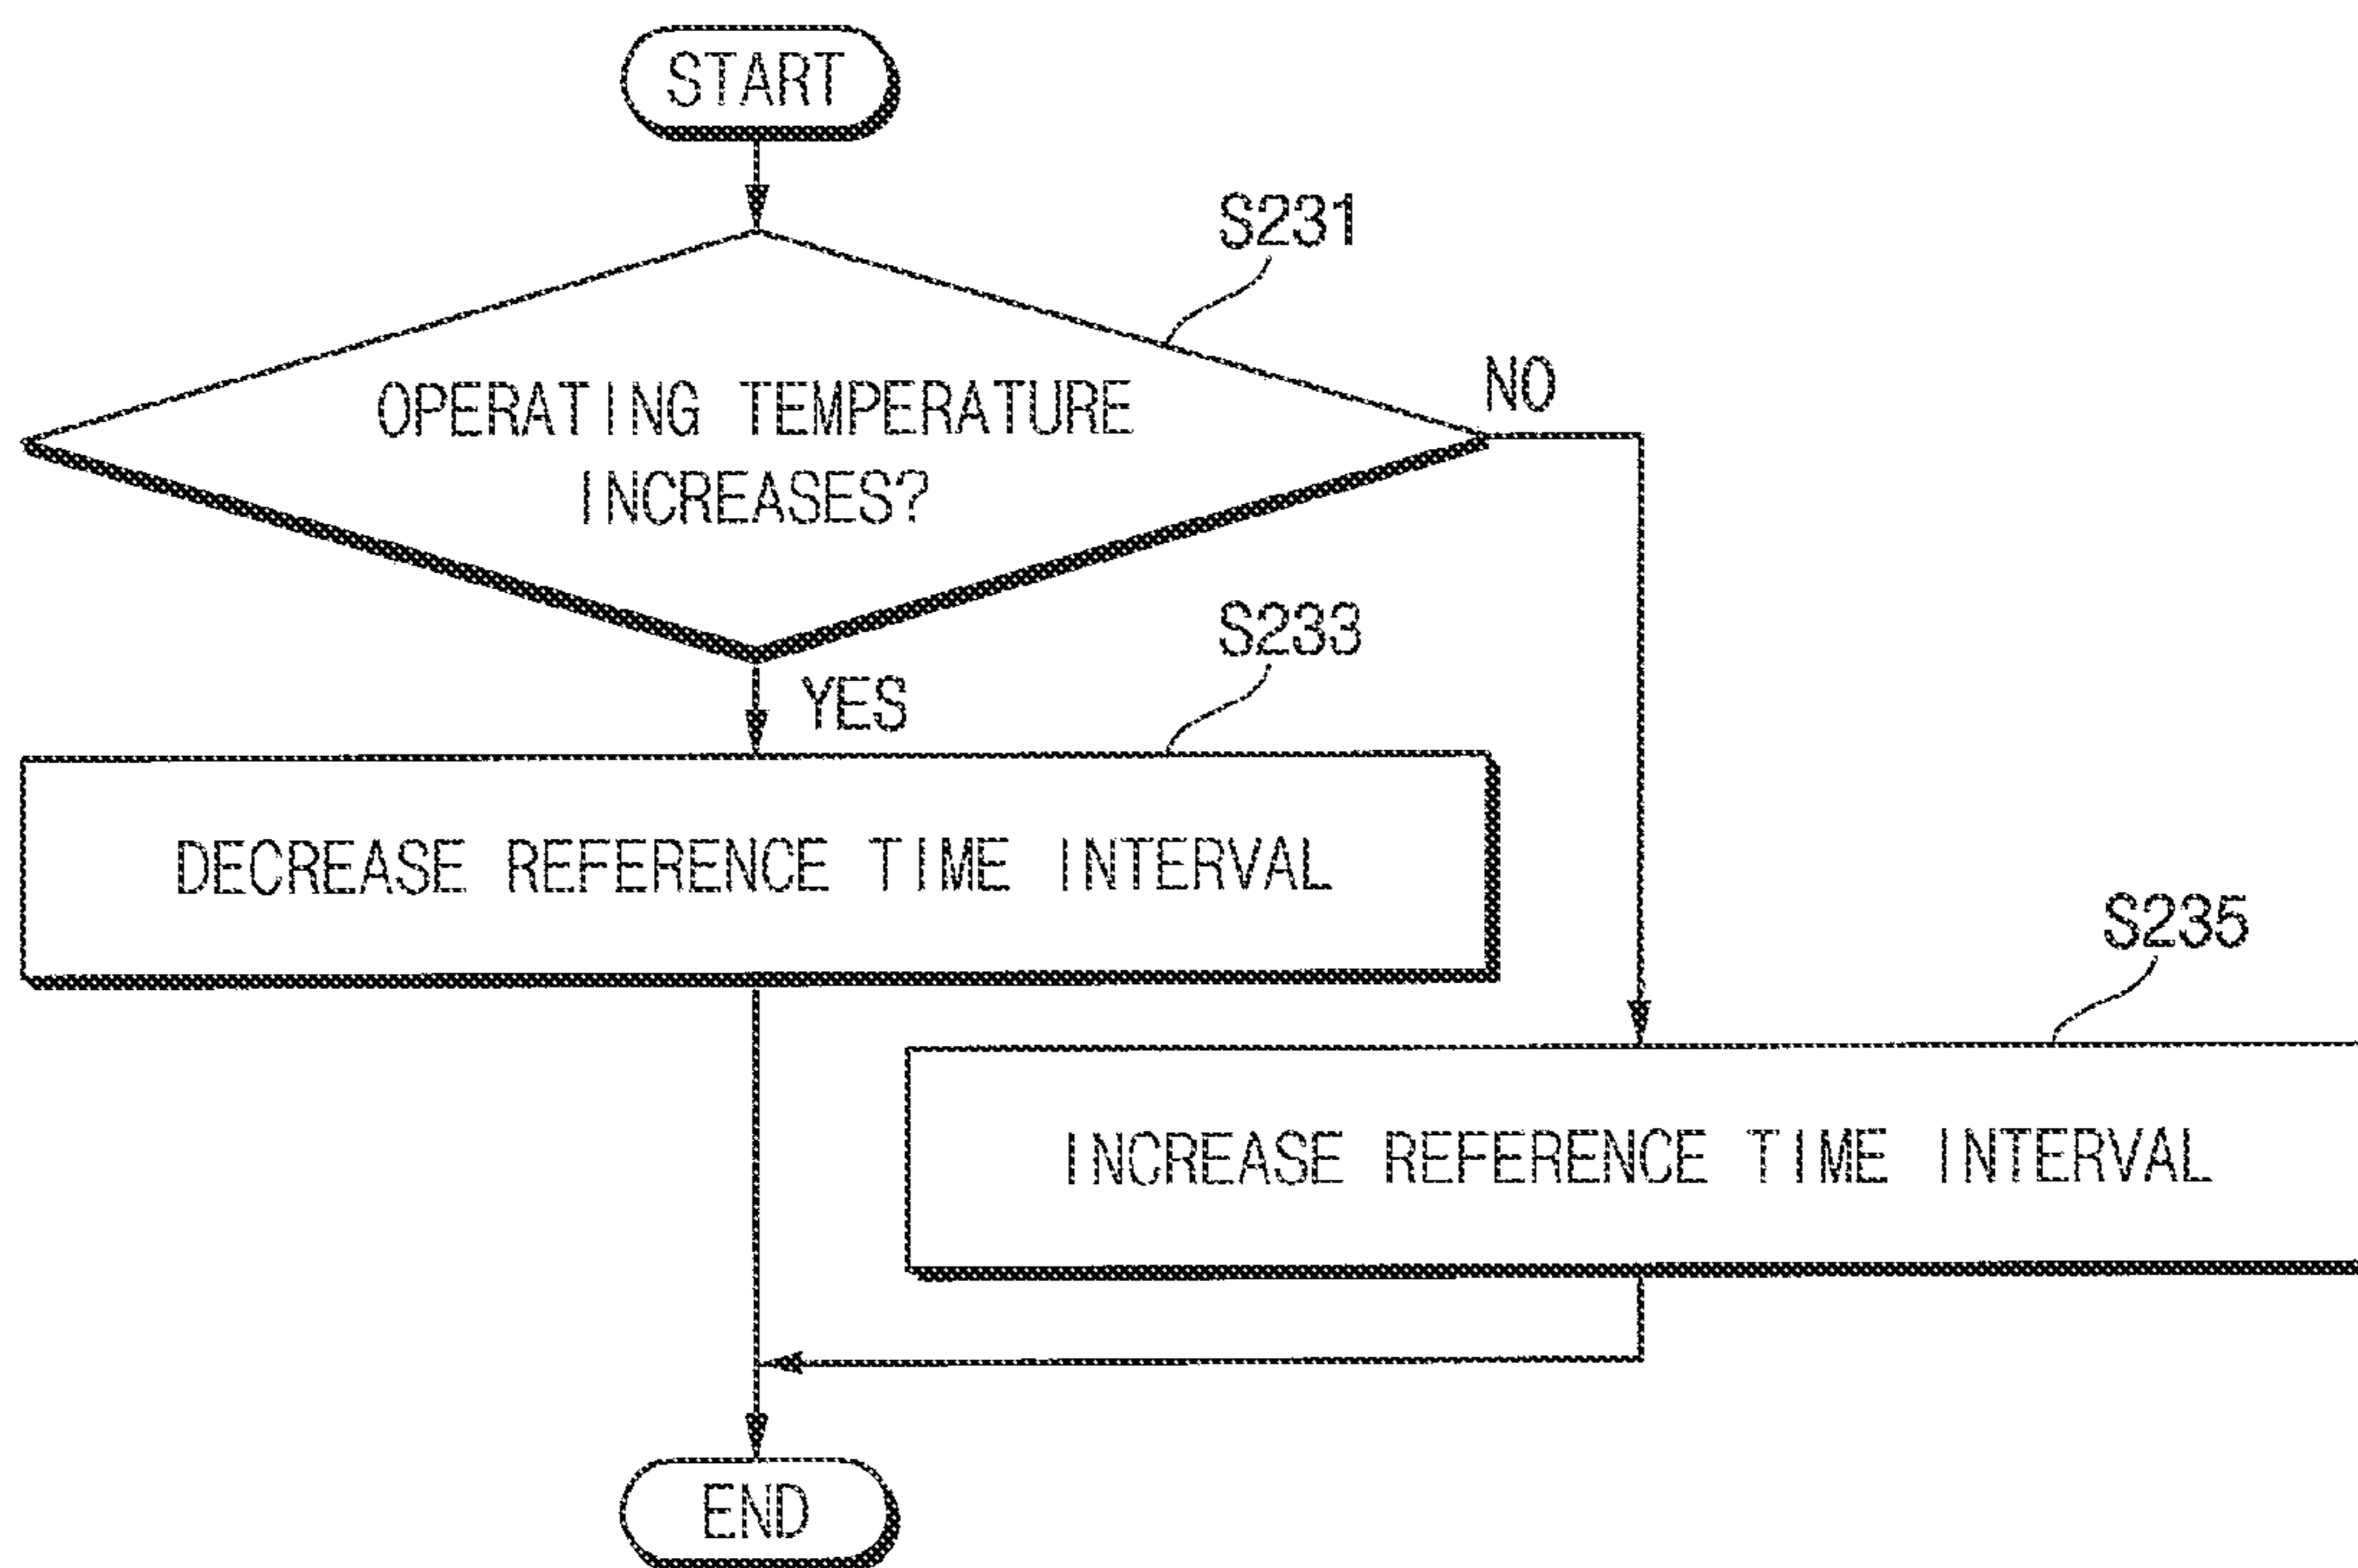 START
S231
OPERATING TEMPERATURE
INCREASES?
NO
YES
S233
DECREASE REFERENCE TIME INTERVAL
S235
INCREASE REFERENCE TIME INTERVAL
END